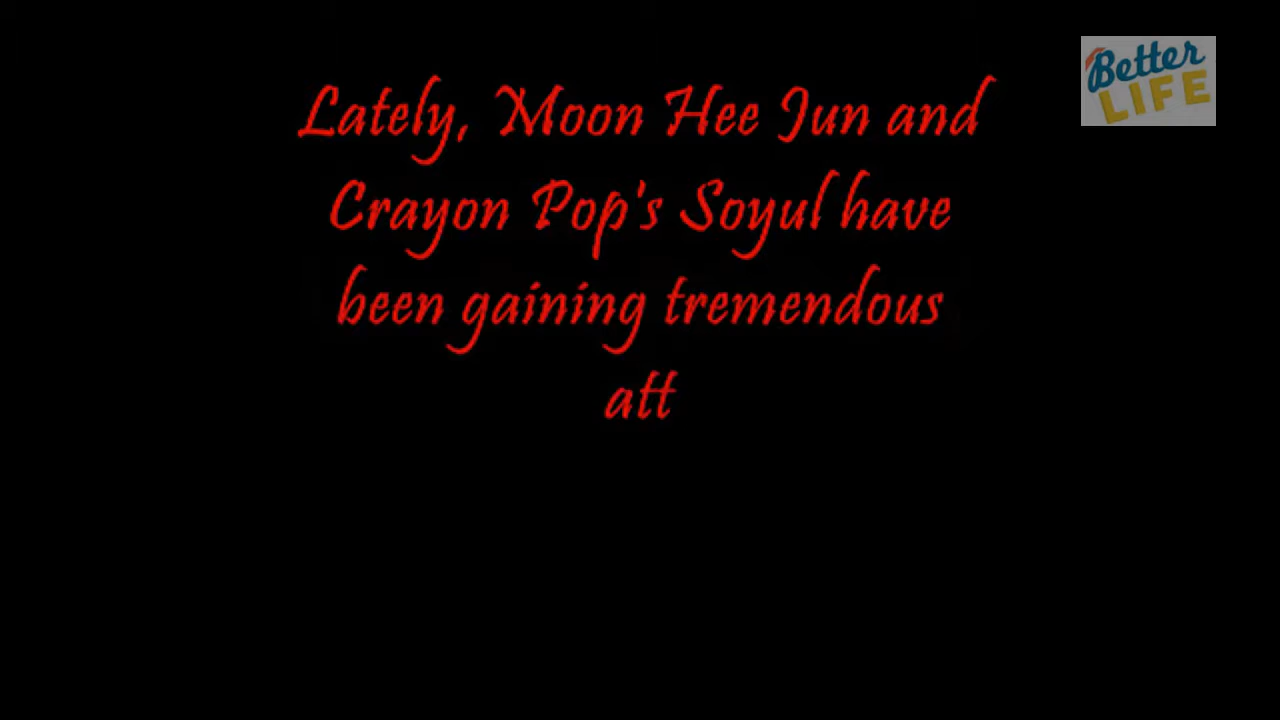 Better
LIFE
Lately, Moon Hee Jun and
Crayon Pop's Soyul have
been gaining tremendous
att